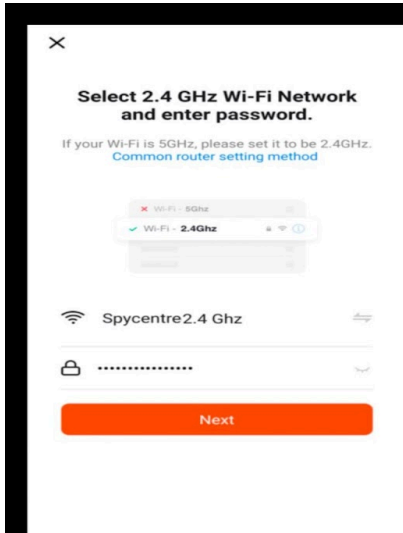 Select 2.4 GHz Wi-Fi Network
and enter password.
If your Wi-Fi is 5GHz, please set it to be 2.4GHz.
Common router setting method
Wi-Fi - 5Ghz
Wi-Fi - 2.4Ghz
Spycentre2.4 Ghz
••••••••••••••••
Next